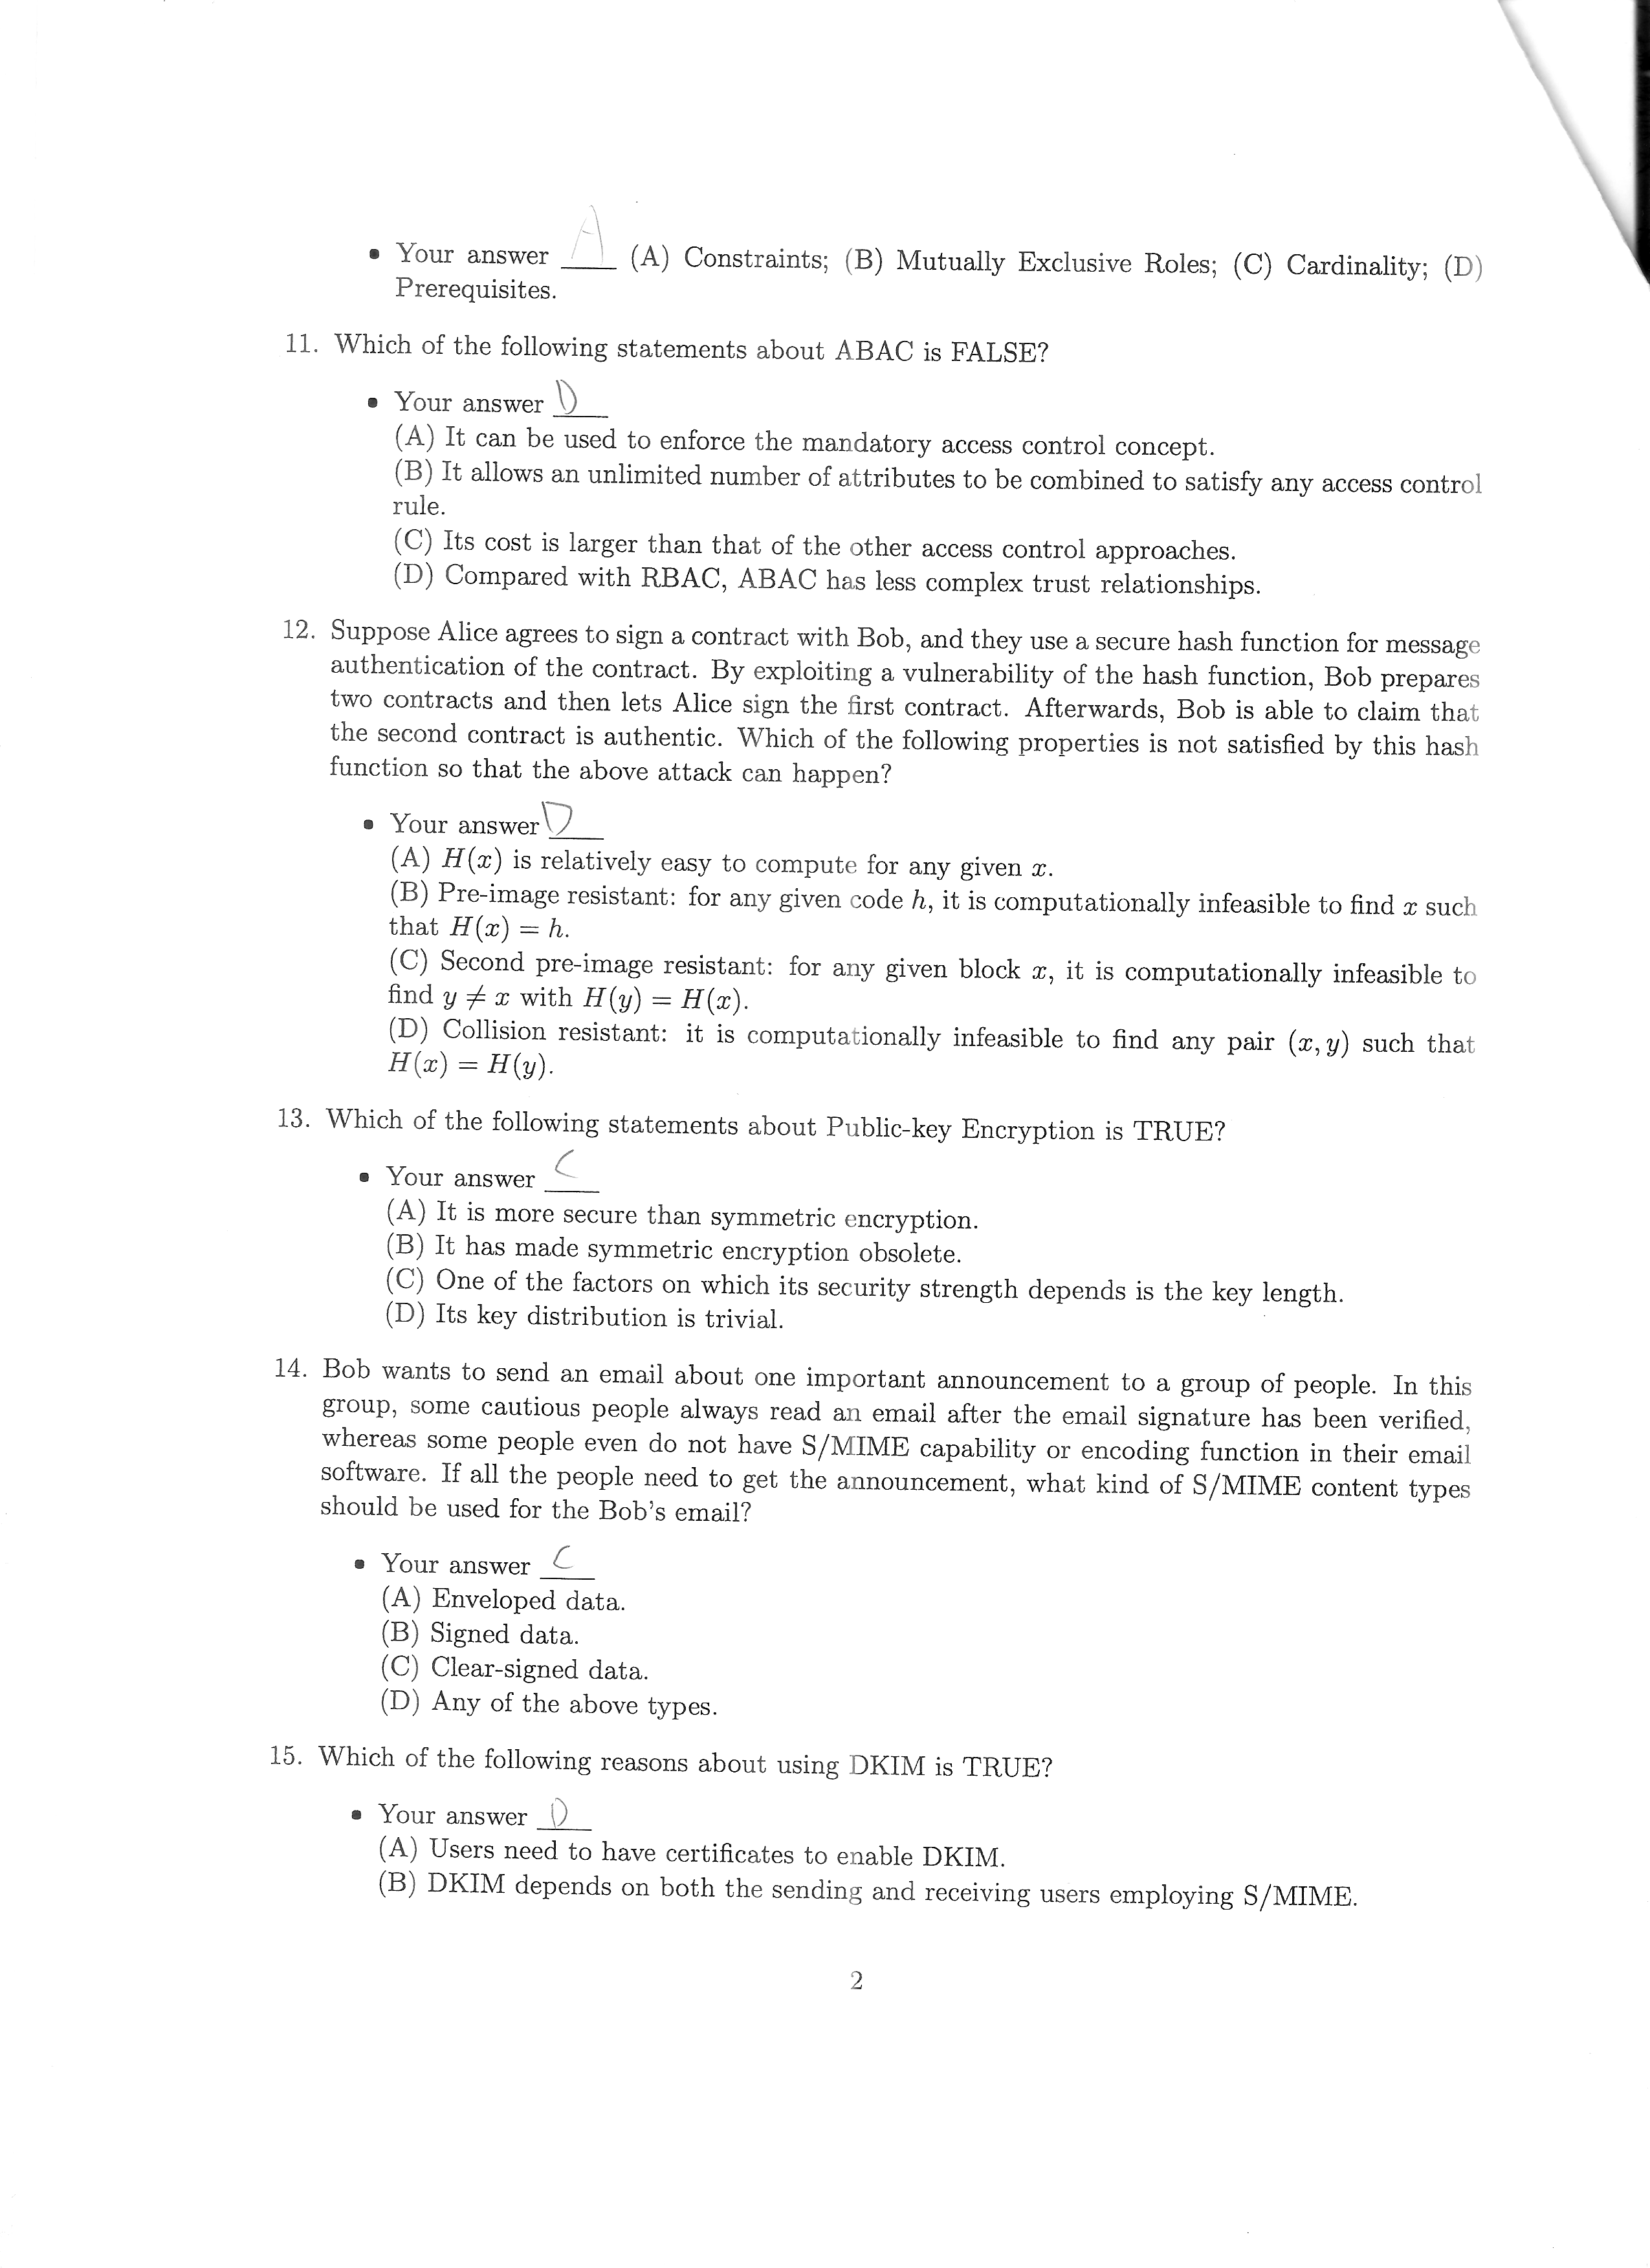 • Your answer A (A) Constraints; (B) Mutually Exclusive Roles; (C) Cardinality; (D)
Prerequisites.
11. Which of the following statements about ABAC is FALSE?
• Your answer D
(A) It can be used to enforce the mandatory access control concept.
(B) It allows an unlimited number of attributes to be combined to satisfy any access control
rule.
(C) Its cost is larger than that of the other access control approaches.
(D) Compared with RBAC, ABAC has less complex trust relationships.
12. Suppose Alice agrees to sign a contract with Bob, and they use a secure hash function for message
authentication of the contract. By exploiting a vulnerability of the hash function, Bob prepares
two contracts and then lets Alice sign the first contract. Afterwards, Bob is able to claim that
the second contract is authentic. Which of the following properties is not satisfied by this hash
function so that the above attack can happen?
• Your answer D
(A) H(x) is relatively easy to compute for any given x.
(B) Pre-image resistant: for any given code h, it is computationally infeasible to find x such
that H(x) = h.
(C) Second pre-image resistant: for any given block x, it is computationally infeasible to
find y ≠ x with H(y) = H(x).
(D) Collision resistant: it is computationally infeasible to find any pair (x, y) such that
H(x) = H(y).
13. Which of the following statements about Public-key Encryption is TRUE?
• Your answer C
(A) It is more secure than symmetric encryption.
(B) It has made symmetric encryption obsolete.
(C) One of the factors on which its security strength depends is the key length.
(D) Its key distribution is trivial.
14. Bob wants to send an email about one important announcement to a group of people. In this
group, some cautious people always read an email after the email signature has been verified,
whereas some people even do not have S/MIME capability or encoding function in their email
software. If all the people need to get the announcement, what kind of S/MIME content types
should be used for the Bob's email?
• Your answer C
(A) Enveloped data.
(B) Signed data.
(C) Clear-signed data.
(D) Any of the above types.
15. Which of the following reasons about using DKIM is TRUE?
• Your answer D
(A) Users need to have certificates to enable DKIM.
(B) DKIM depends on both the sending and receiving users employing S/MIME.
2